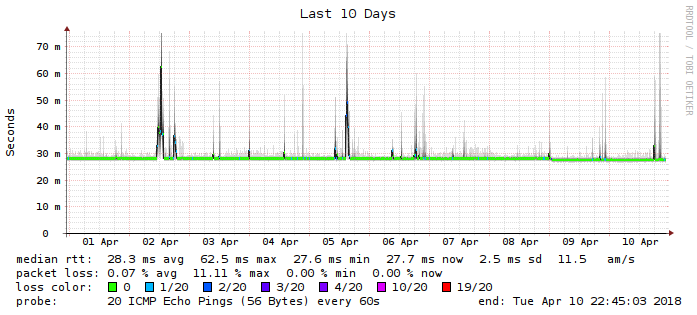 Last 10 Days
RRDTOOL / TOBI OETIKER
Seconds
70 m
60 m
50 m
40 m
30 m
20 m
10 m
0
01 Apr 02 Apr 03 Apr 04 Apr 05 Apr 06 Apr 07 Apr 08 Apr 09 Apr 10 Apr
median rtt: 28.3 ms avg 62.5 ms max 27.6 ms min 27.7 ms now 2.5 ms sd 11.5 am/s
packet loss: 0.07 % avg 11.11 % max 0.00 % min 0.00 % now
loss color: 0 1/20 2/20 3/20 4/20 10/20 19/20
probe: 20 ICMP Echo Pings (56 Bytes) every 60s end: Tue Apr 10 22:45:03 2018